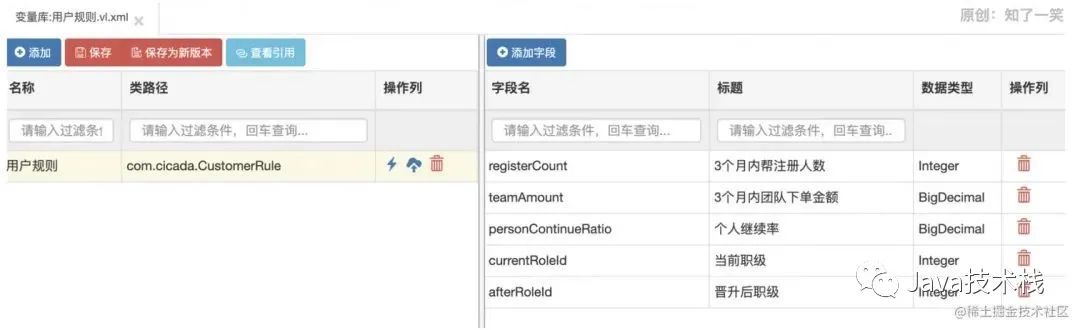 变量库:用户规则.vl.xml
原创：知了一笑
添加 保存 保存为新版本 查看引用
添加字段
名称 类路径 操作列
字段名 标题 数据类型 操作列
请输入过滤条 请输入过滤条件，回车查询...
请输入过滤条件，回车查询... 请输入过滤条件，回车查询..
用户规则 com.cicada.CustomerRule
registerCount 3个月内帮注册人数 Integer
teamAmount 3个月内团队下单金额 BigDecimal
personContinueRatio 个人继续率 BigDecimal
currentRoleId 当前职级 Integer
afterRoleId 晋升后职级 Integer
Java技术栈
@稀土掘金技术社区